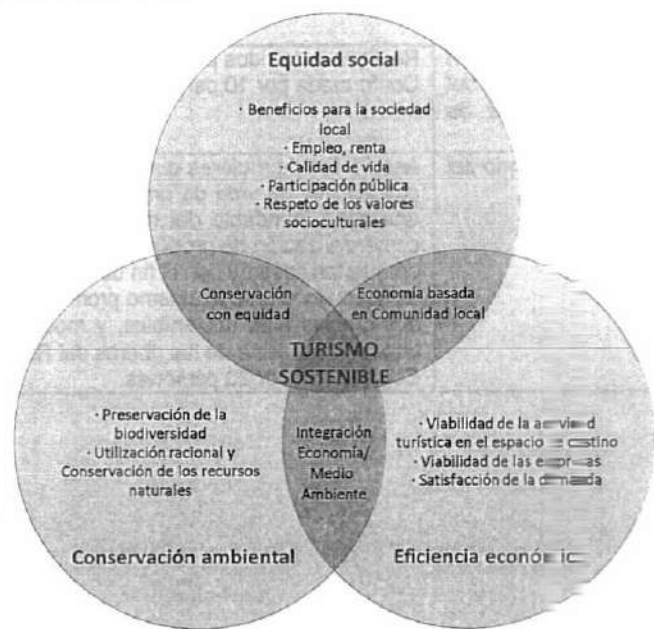 Equidad social
· Beneficios para la sociedad
local
· Empleo, renta
· Calidad de vida
· Participación pública
· Respeto de los valores
socioculturales
Conservación
con equidad
Economía basada
en Comunidad local
TURISMO
SOSTENIBLE
· Preservación de la
biodiversidad
· Utilización racional y
Conservación de los recursos
naturales
Integración
Economía/
Medio
Ambiente
· Viabilidad de la
turística en el espacio
· Viabilidad de las
· Satisfacción de la
Conservación ambiental
Eficiencia